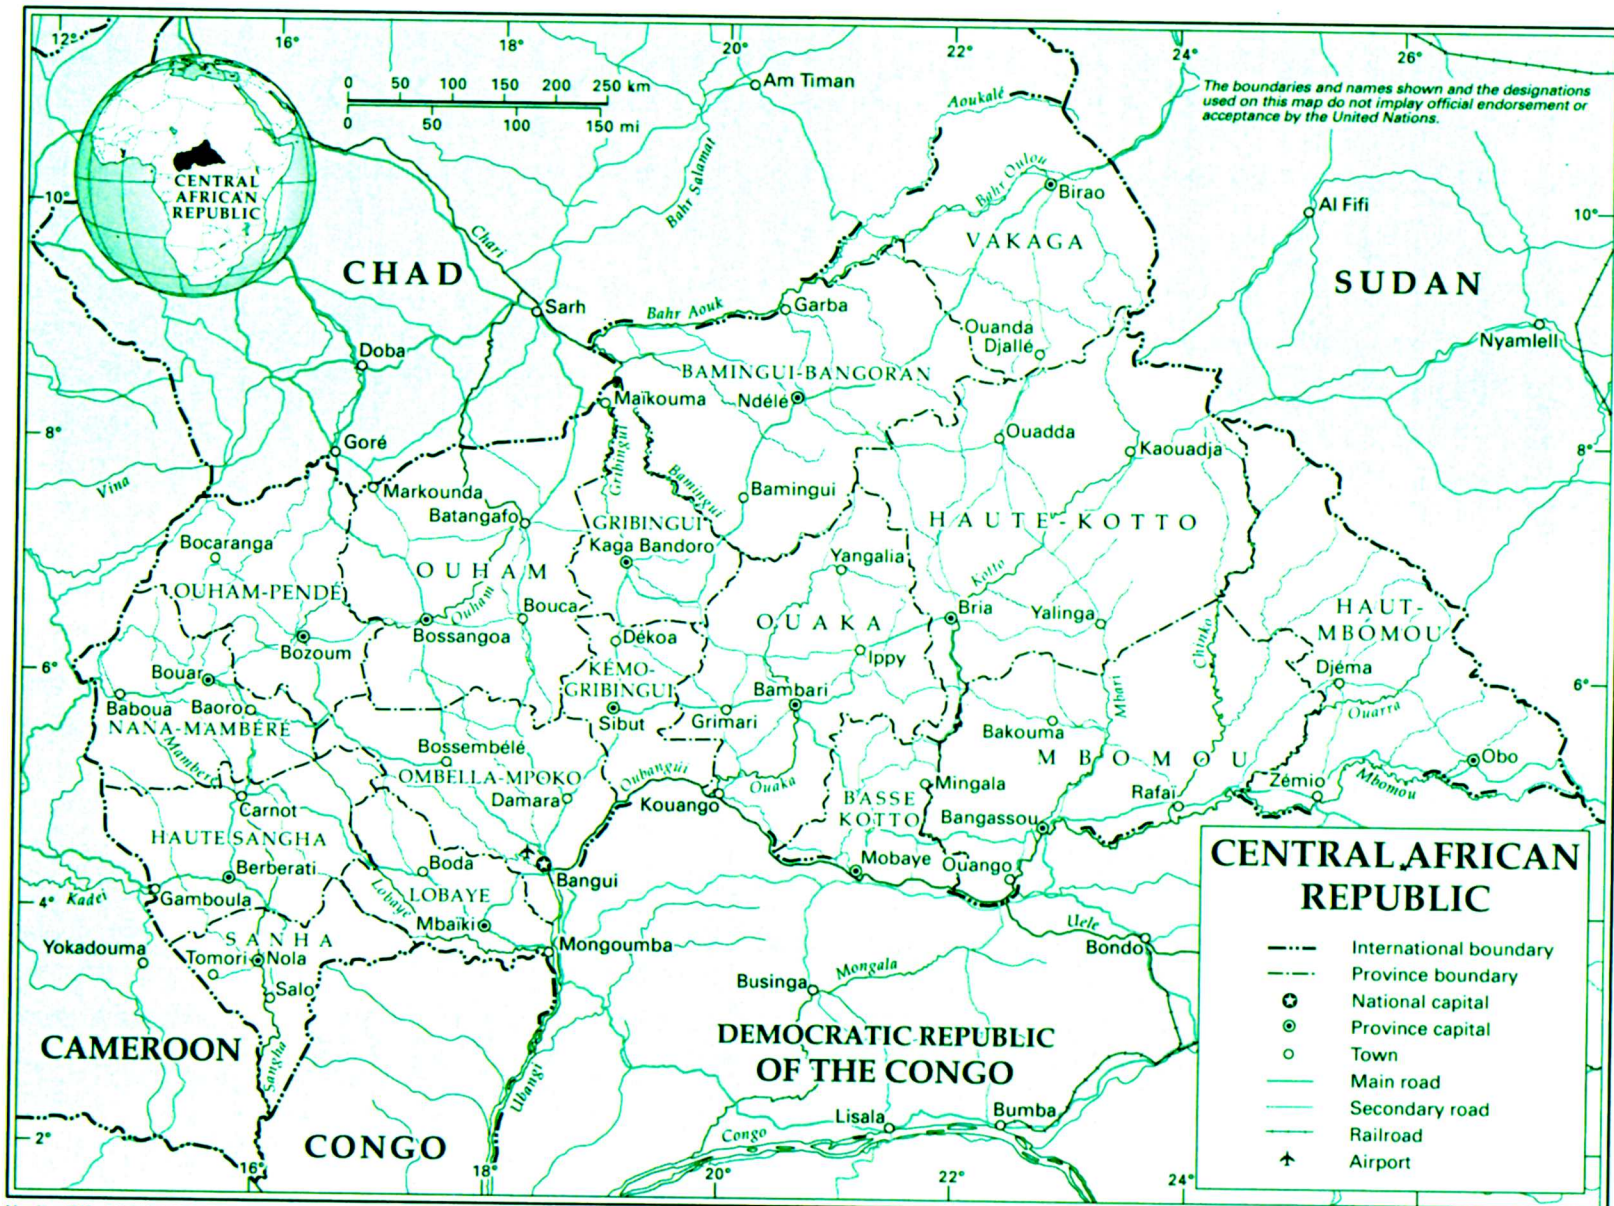 12°
16°
18°
20°
22°
24°
26°
0 50 100 170 200 250 km
0 50 100 150 mi
The boundaries and names shown and the designations
used on this map do not implay official endorsement or
acceptance by the United Nations.
CENTRAL
AFRICAN
REPUBLIC
Am Timan
Aoukalé
Bahr Salamat
Bahr Oulou
Birao
10°
Al Fifi
10°
VAKAGA
Chari
CHAD
SUDAN
Sarh
Bahr Aouk
Garba
Ouanda
Djallé
Nyamlell
Doba
BAMINGUI-BANGORAN
Maïkouma
Ndélé
8°
Goré
Ouadda
Kaouadja
8°
Gribingui
Bamingui
Vina
Markounda
Bamingui
Batangafo
GRIBINGUI
HAUTE-KOTTO
Bocaranga
Kaga Bandoro
Yangalia
OUHAM
Kotto
OUHAM-PENDÉ
Ouham
Bouca
Bria
Yalinga
HAUT-
MBOMOU
OUAKA
Bossangoa
Dékoa
Chinko
Bozoum
Ippy
6°
Djéma
6°
Bouar
KÉMO-
GRIBINGUI
Bambari
Mbari
Baboua
Baoro
Sibut
Grimari
Ouarra
NANA-MAMBÉRÉ
Bakouma
Mambéré
Bossembélé
MBOMOU
Obo
OMBELLA-MPOKO
Oubangui
Ouaka
Mingala
Zémio
Mbomou
Damara
Kouango
BASSE
KOTTO
Rafaï
Carnot
Bangassou
HAUTE SANGHA
Boda
Mobaye
Ouango
Berberati
Bangui
Kadei
Gamboula
Lobaye
LOBAYE
4°
Mbaïki
Uele
SANHA
Mongoumba
Bondo
Yokadouma
Tomori
Nola
Mongala
Salo
Businga
CAMEROON
Sangha
DEMOCRATIC REPUBLIC
OF THE CONGO
Ubangi
Lisala
Bumba
Congo
2°
CONGO
16°
18°
20°
22°
24°
CENTRAL AFRICAN
REPUBLIC
International boundary
Province boundary
National capital
Province capital
Town
Main road
Secondary road
Railroad
Airport